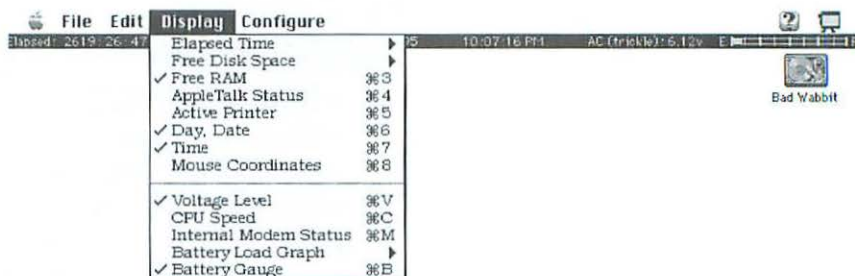 File Edit Display Configure
Elapsed: 2619:26:47 05 10:07:16 PM AC (trickle): 6.12v E F
Elapsed Time
Free Disk Space
✓ Free RAM ⌘3
AppleTalk Status ⌘4
Active Printer ⌘5
✓ Day, Date ⌘6
✓ Time ⌘7
Mouse Coordinates ⌘8
✓ Voltage Level ⌘V
CPU Speed ⌘C
Internal Modem Status ⌘M
Battery Load Graph
✓ Battery Gauge ⌘B
Bad Wabbit